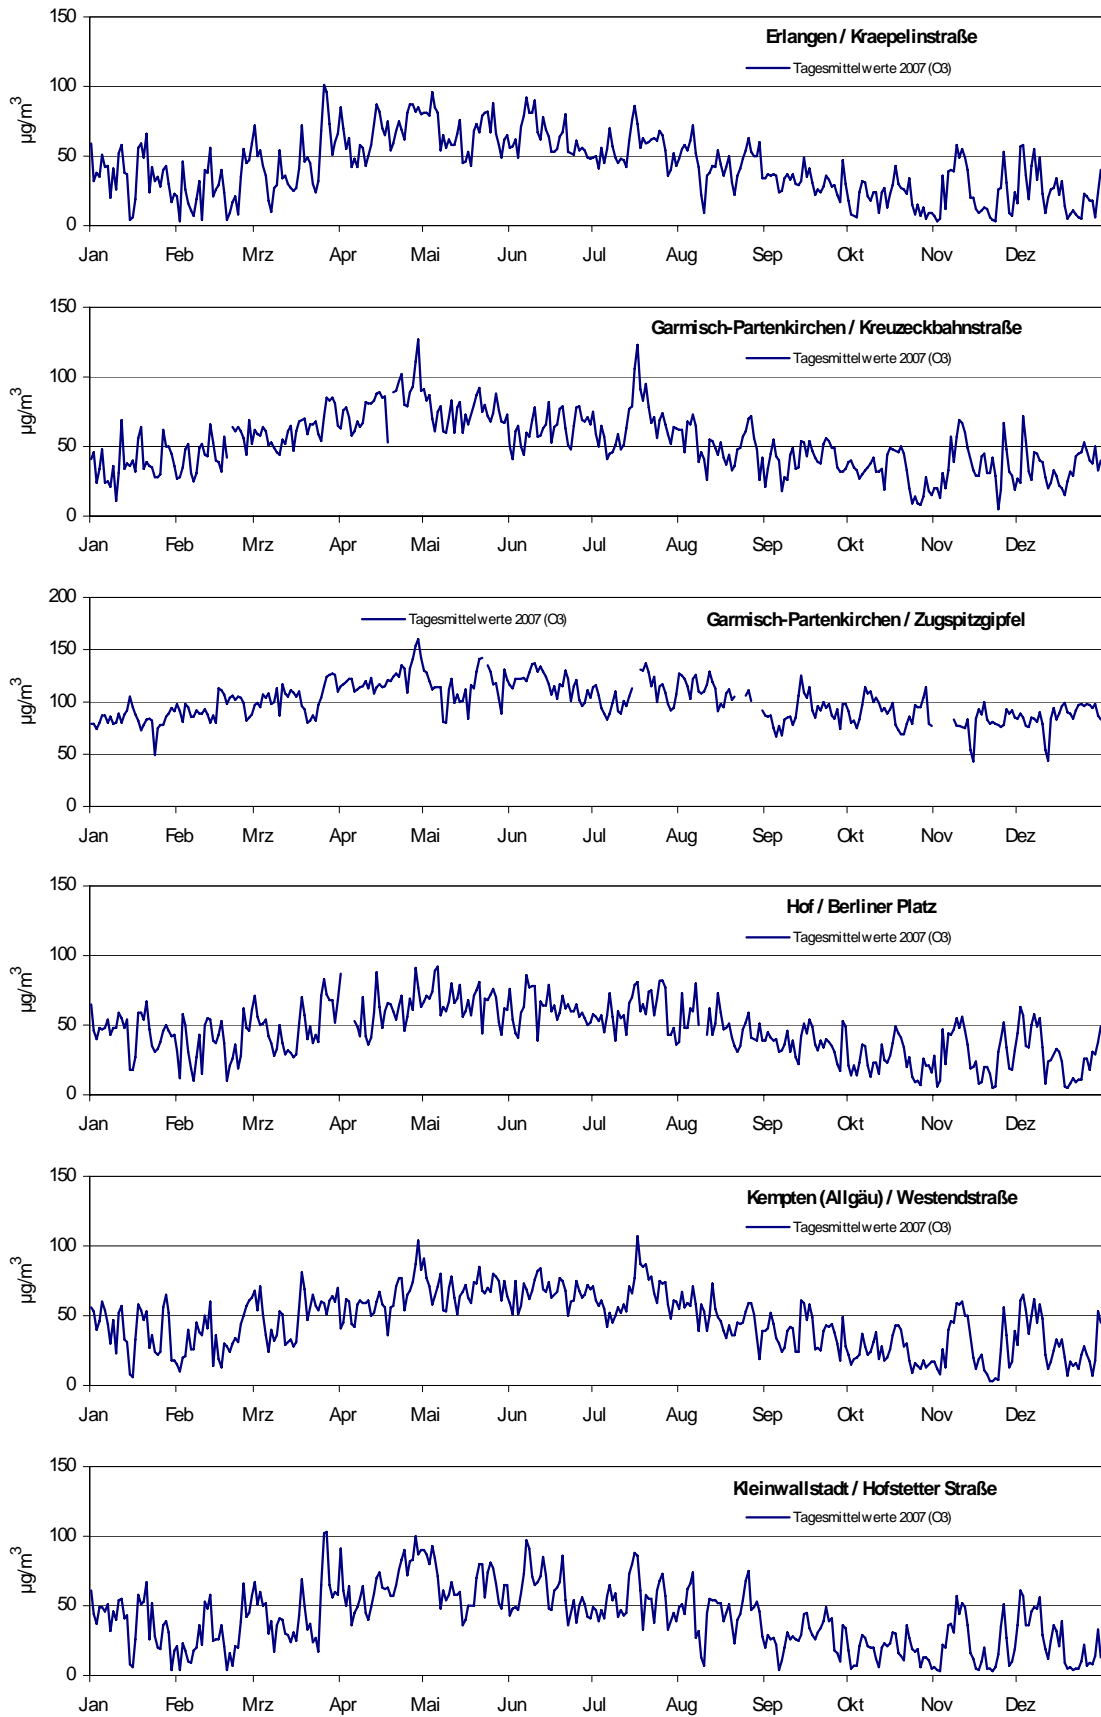 150
Erlangen / Kraepelinstraße
Tagesmittelwerte 2007 (O3)
100
µg/m³
50
0
Jan Feb Mrz Apr Mai Jun Jul Aug Sep Okt Nov Dez
150
Garmisch-Partenkirchen / Kreuzeckbahnstraße
Tagesmittelwerte 2007 (O3)
100
µg/m³
50
0
Jan Feb Mrz Apr Mai Jun Jul Aug Sep Okt Nov Dez
200
Tagesmittelwerte 2007 (O3) Garmisch-Partenkirchen / Zugspitzgipfel
150
µg/m³
100
50
0
Jan Feb Mrz Apr Mai Jun Jul Aug Sep Okt Nov Dez
150
Hof / Berliner Platz
Tagesmittelwerte 2007 (O3)
100
µg/m³
50
0
Jan Feb Mrz Apr Mai Jun Jul Aug Sep Okt Nov Dez
150
Kempten (Allgäu) / Westendstraße
Tagesmittelwerte 2007 (O3)
100
µg/m³
50
0
Jan Feb Mrz Apr Mai Jun Jul Aug Sep Okt Nov Dez
150
Kleinwallstadt / Hofstetter Straße
Tagesmittelwerte 2007 (O3)
100
µg/m³
50
0
Jan Feb Mrz Apr Mai Jun Jul Aug Sep Okt Nov Dez